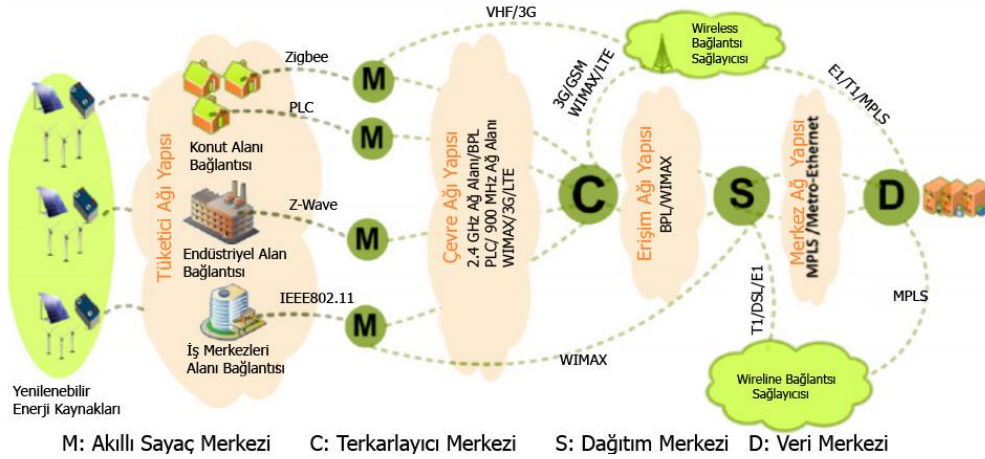 VHF/3G
Wireless
Bağlantsı
Sağlayıcısı
Zigbee
M
3G/GSM
WIMAX/LTE
E1/T1/MPLS
PLC
M
Konut Alanı
Bağlantısı
Tüketici Ağı Yapısı
Çevre Ağı Yapısı
2.4 GHz Ağ Alanı/BPL
PLC/ 900 MHz Ağ Alanı
WIMAX/3G/LTE
C
Erişim Ağı Yapısı
BPL/WIMAX
S
Merkez Ağ Yapısı
MPLS /Metro-Ethernet
D
Z-Wave
M
Endüstriyel Alan
Bağlantısı
IEEE802.11
M
İş Merkezleri
Alanı Bağlantısı
WIMAX
T1/DSL/E1
MPLS
Wireline Bağlantsı
Sağlayıcısı
Yenilenebilir
Enerji Kaynakları
M: Akıllı Sayaç Merkezi C: Terkarlayıcı Merkezi S: Dağıtım Merkezi D: Veri Merkezi